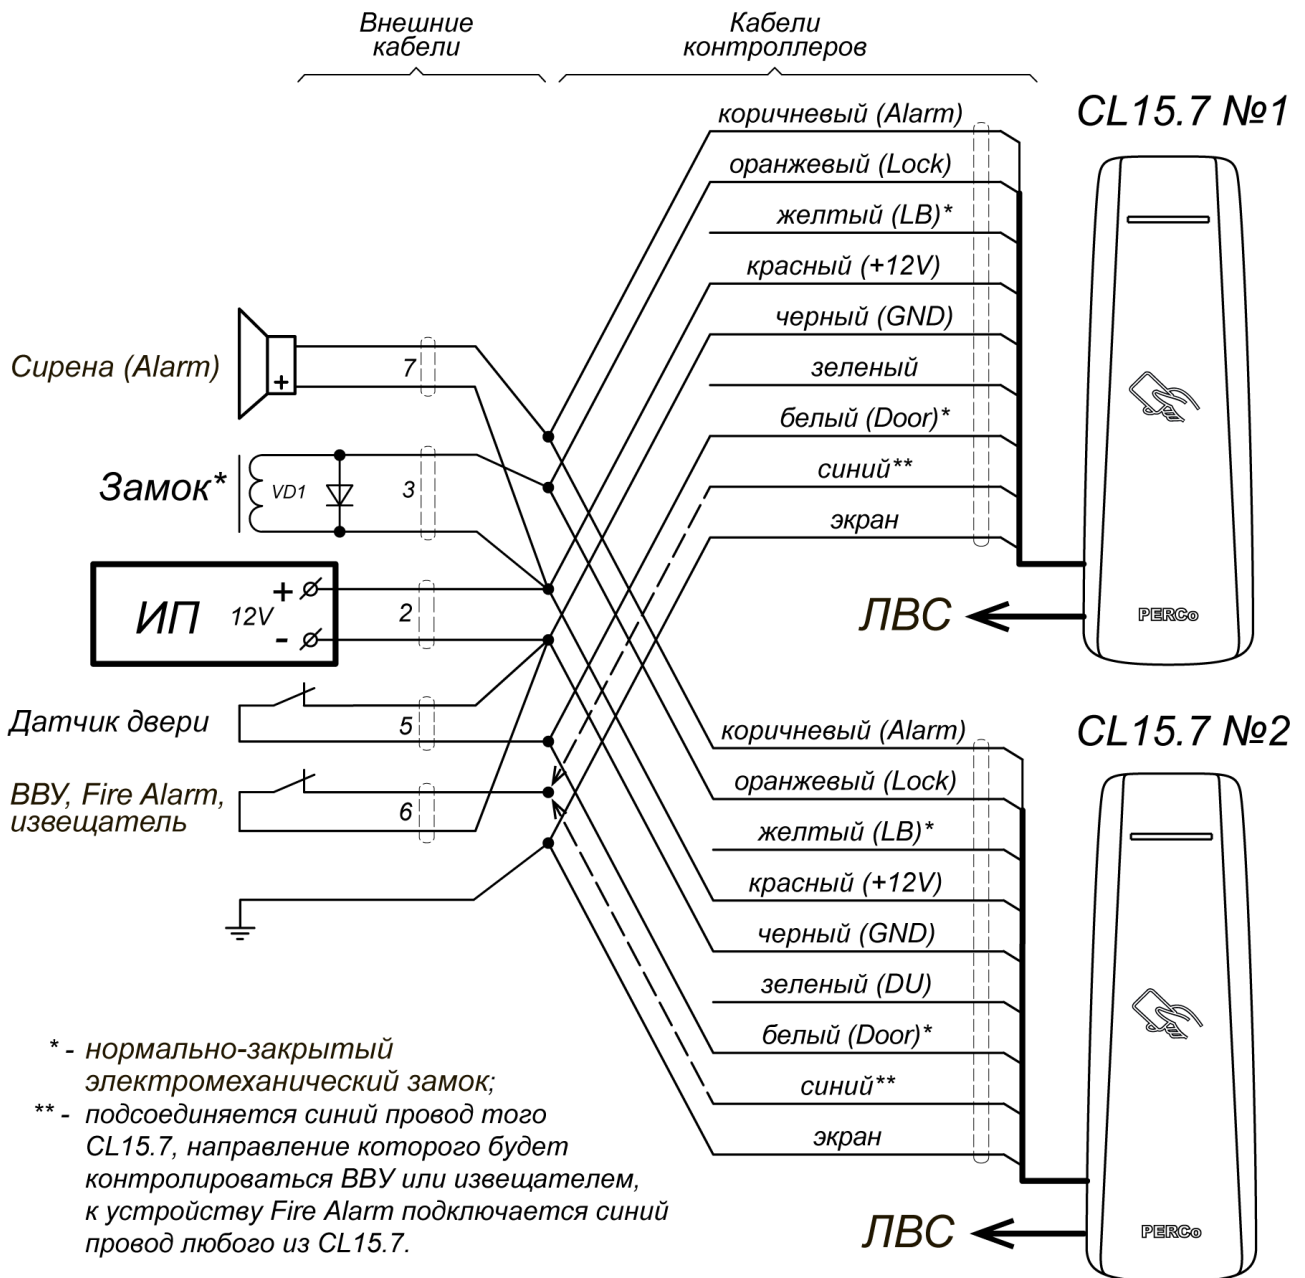 Внешние
кабели
Кабели
контроллеров
CL15.7 №1
коричневый (Alarm)
оранжевый (Lock)
желтый (LB)*
красный (+12V)
черный (GND)
зеленый
белый (Door)*
синий**
экран
ЛВС
PERCo
Сирена (Alarm)
+
7
Замок*
VD1
3
ИП
12V
+
-
2
Датчик двери
5
ВВУ, Fire Alarm,
извещатель
6
CL15.7 №2
коричневый (Alarm)
оранжевый (Lock)
желтый (LB)*
красный (+12V)
черный (GND)
зеленый (DU)
белый (Door)*
синий**
экран
ЛВС
PERCo
* - нормально-закрытый
электромеханический замок;
** - подсоединяется синий провод того
CL15.7, направление которого будет
контролироваться ВВУ или извещателем,
к устройству Fire Alarm подключается синий
провод любого из CL15.7.